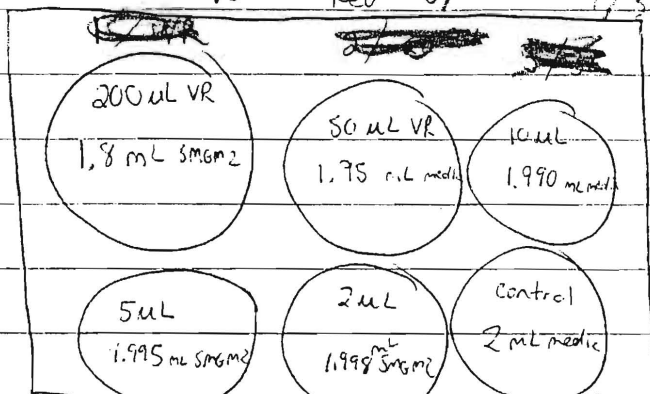 200 uL VR
1.8 mL SmGm2
50 uL VR
1.75 mL media
10 uL
1.990 mL media
5 uL
1.995 mL SmGm2
2 uL
1.998 mL SmGm2
Control
2 mL media